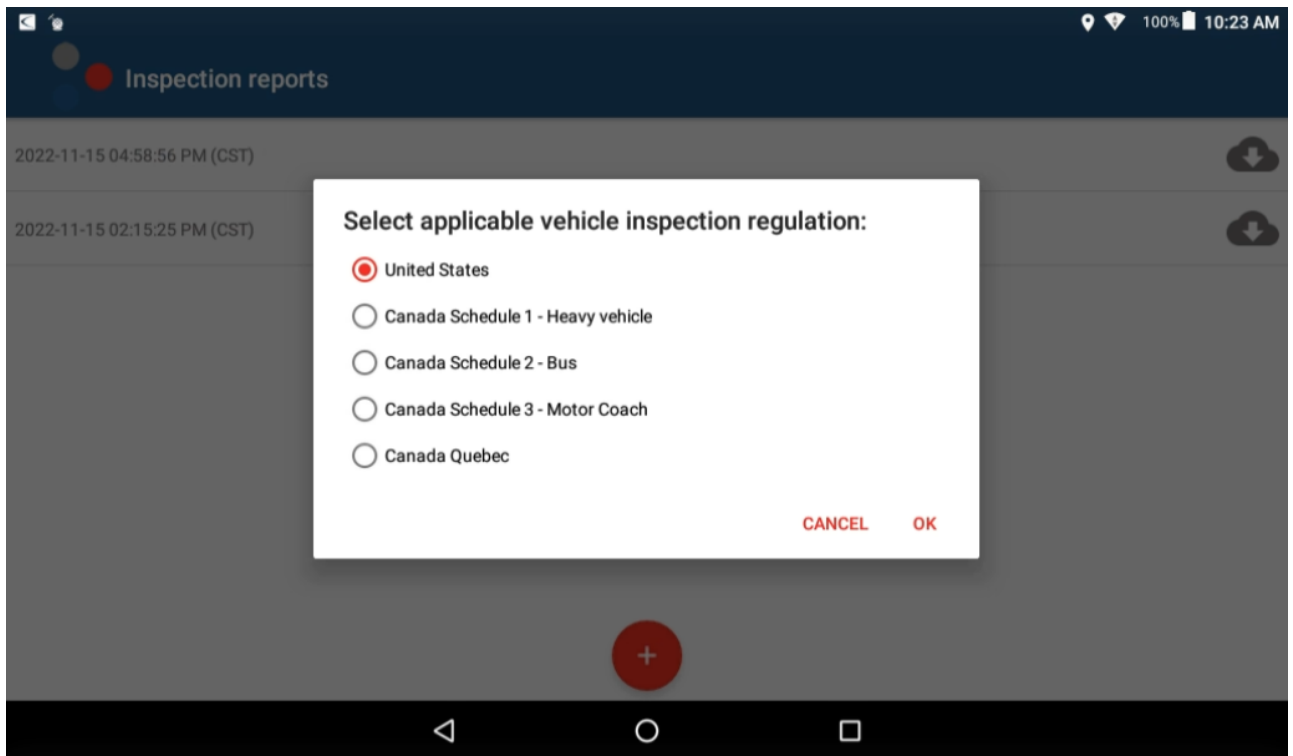 100% 10:23 AM
Inspection reports
2022-11-15 04:58:56 PM (CST)
2022-11-15 02:15:25 PM (CST)
Select applicable vehicle inspection regulation:
United States
Canada Schedule 1 - Heavy vehicle
Canada Schedule 2 - Bus
Canada Schedule 3 - Motor Coach
Canada Quebec
CANCEL OK
+